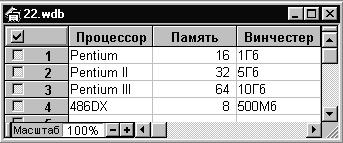 22.wdb
Процессор Память Винчестер
1 Pentium 16 1Гб
2 Pentium II 32 5Гб
3 Pentium III 64 10Гб
4 486DX 8 500Мб
Масштаб 100%